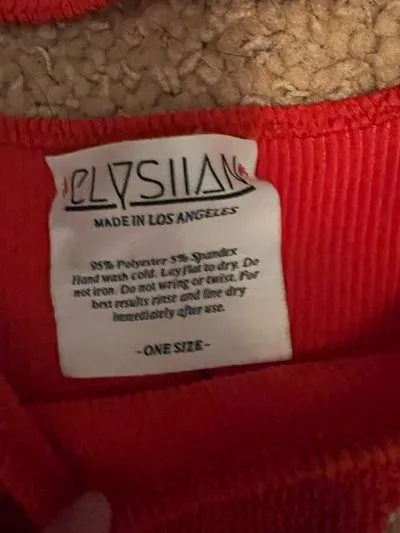 ELYSIIAN
MADE IN LOS ANGELES
95% Polyester 5% Spandex
Hand wash cold. Lay flat to dry. Do
not iron. Do not wring or twist. For
best results rinse and line dry
immediately after use.
-ONE SIZE-